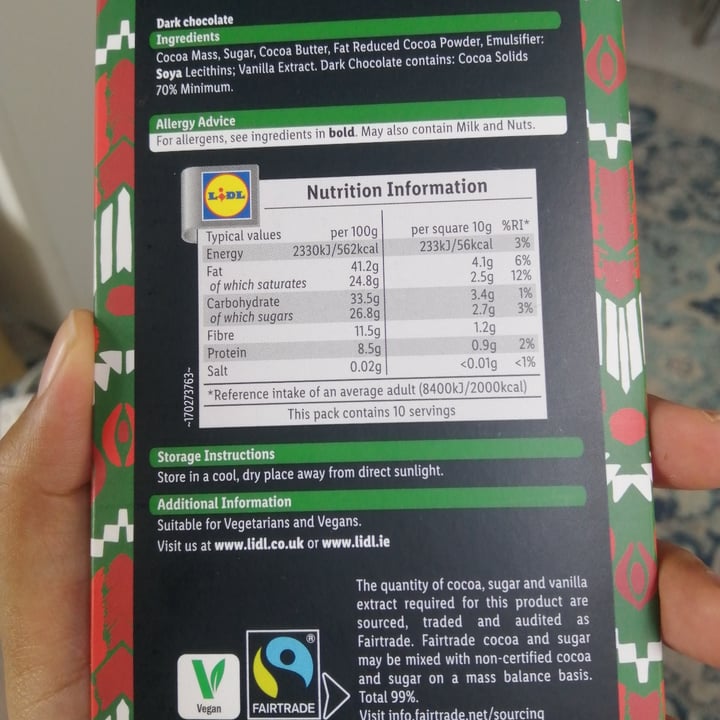 Dark chocolate
Ingredients
Cocoa Mass, Sugar, Cocoa Butter, Fat Reduced Cocoa Powder, Emulsifier:
Soya Lecithins; Vanilla Extract. Dark Chocolate contains: Cocoa Solids
70% Minimum.
Allergy Advice
For allergens, see ingredients in bold. May also contain Milk and Nuts.
LiDL
Nutrition Information
Typical values per 100g per square 10g %RI*
Energy 2330kJ/562kcal 233kJ/56kcal 3%
Fat 41.2g 4.1g 6%
of which saturates 24.8g 2.5g 12%
Carbohydrate 33.5g 3.4g 1%
of which sugars 26.8g 2.7g 3%
Fibre 11.5g 1.2g
Protein 8.5g 0.9g 2%
Salt 0.02g <0.01g <1%
*Reference intake of an average adult (8400kJ/2000kcal)
This pack contains 10 servings
~170273763~
Storage Instructions
Store in a cool, dry place away from direct sunlight.
Additional Information
Suitable for Vegetarians and Vegans.
Visit us at www.lidl.co.uk or www.lidl.ie
Vegan
®
FAIRTRADE
The quantity of cocoa, sugar and vanilla
extract required for this product are
sourced, traded and audited as
Fairtrade. Fairtrade cocoa and sugar
may be mixed with non-certified cocoa
and sugar on a mass balance basis.
Total 99%.
Visit info.fairtrade.net/sourcing